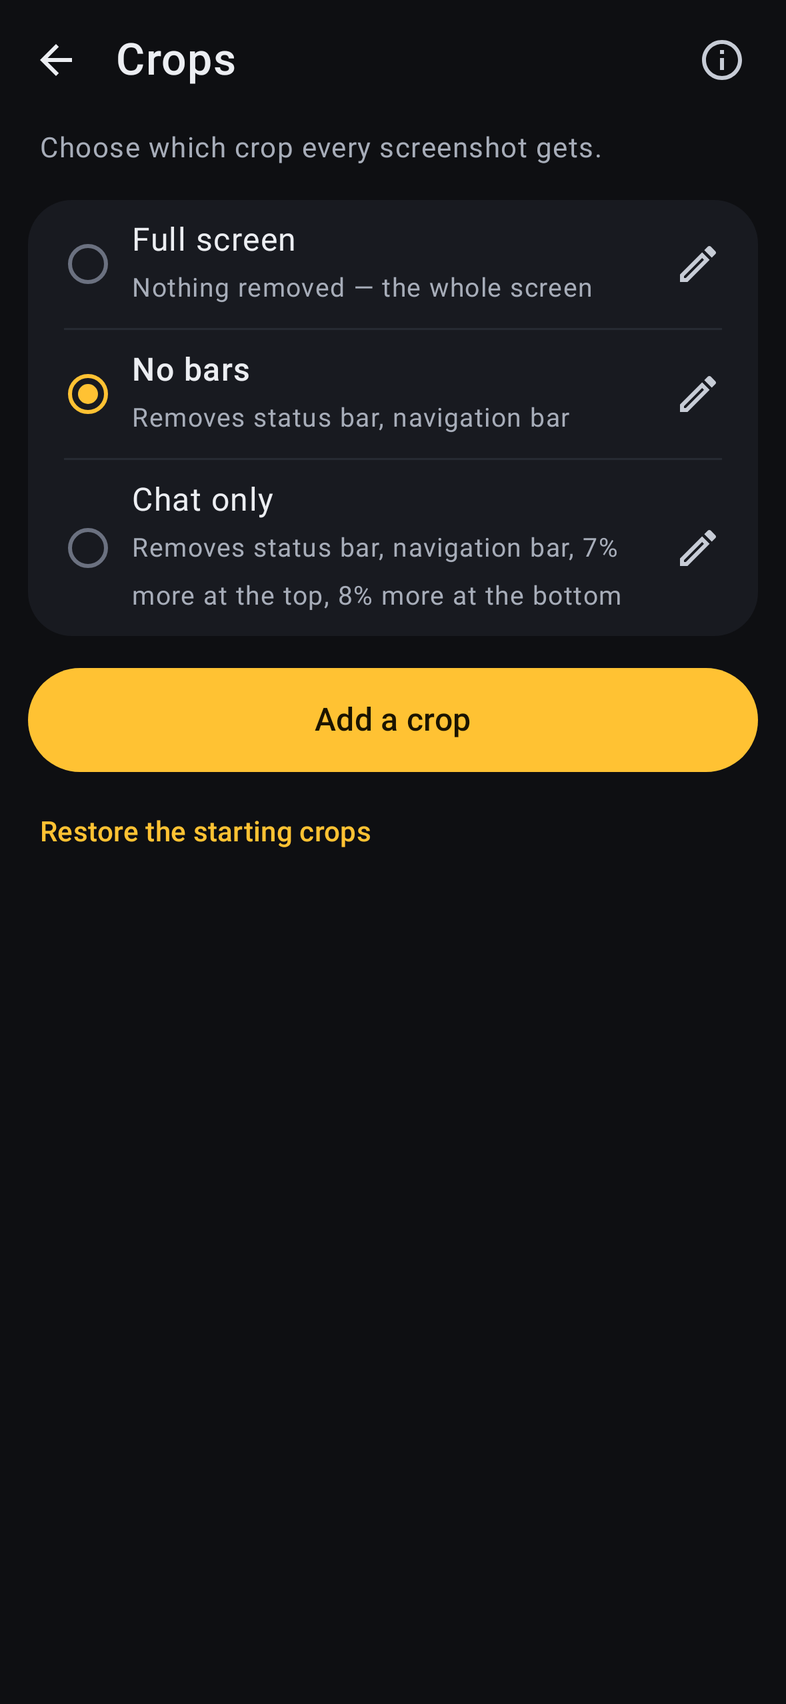 Crops
Choose which crop every screenshot gets.
Full screen
Nothing removed — the whole screen
No bars
Removes status bar, navigation bar
Chat only
Removes status bar, navigation bar, 7%
more at the top, 8% more at the bottom
Add a crop
Restore the starting crops